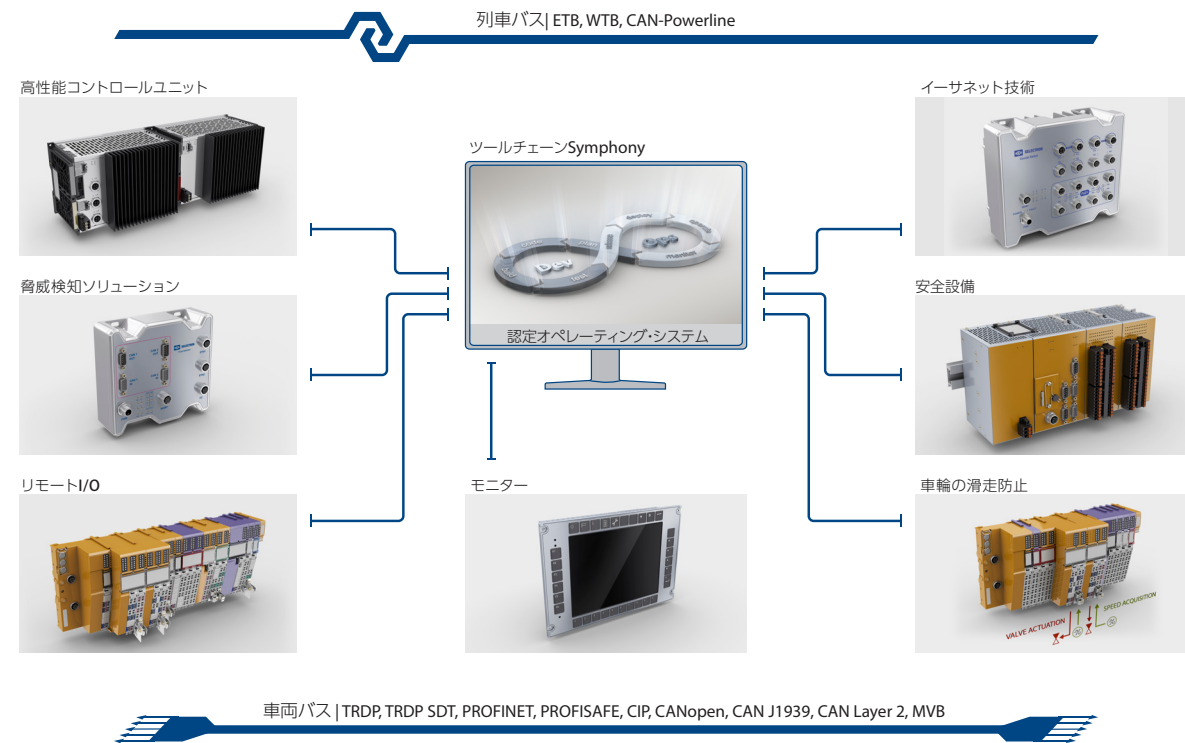 列車バス| ETB, WTB, CAN-Powerline
高性能コントロールユニット
イーサネット技術
ツールチェーンSymphony
SELECTRON
Dev
Ops
test
monitor
認定オペレーティング・システム
脅威検知ソリューション
安全設備
SELECTRON
リモートI/O
モニター
車輪の滑走防止
SPEED ACQUISITION
VALVE ACTUATION
車両バス | TRDP, TRDP SDT, PROFINET, PROFISAFE, CIP, CANopen, CAN J1939, CAN Layer 2, MVB